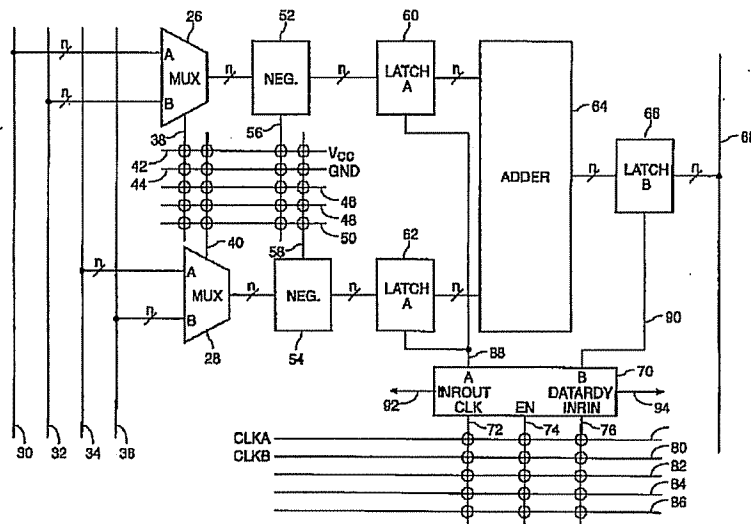 26 52 60
A
MUX
B
n n
n NEG. n
LATCH
A
n
64
66
68
38 56
42 VCC
44 GND
46
48
50
ADDER
n LATCH
B
n
40 58 62
n A
MUX
n B
n NEG. n
LATCH
A
n
28 54
88 90
A B 70
INROUT DATARDY
CLK EN INRIN
92 94
72 74 76
30 32 34 36
CLKA
CLKB 80
82
84
86